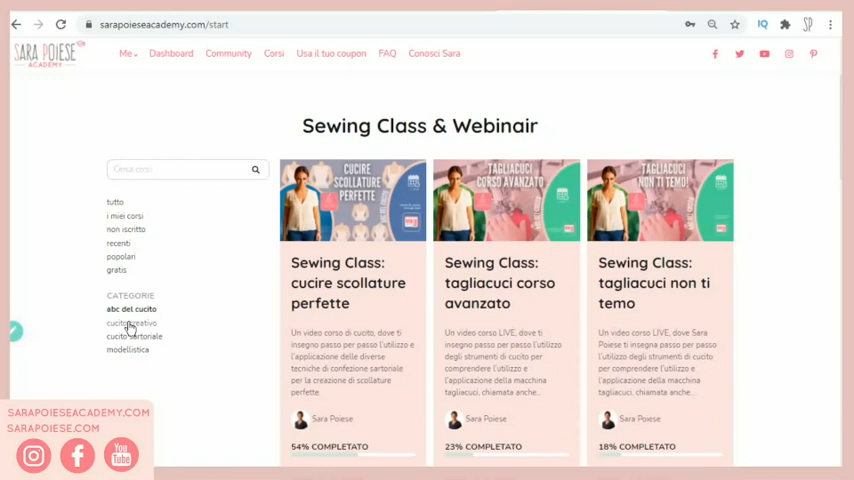 sarapoieseacademy.com/start
SARA POIESE
ACADEMY
Me
Dashboard
Community
Corsi
Usa il tuo coupon
FAQ
Conosci Sara
Sewing Class & Webinair
Cerca corsi
tutto
i miei corsi
non iscritto
recenti
popolari
gratis
CATEGORIE
abc del cucito
cucito creativo
cucito sartoriale
modellistica
CUCIRE
SCOLLATURE
PERFETTE
Sewing Class:
cucire scollature
perfette
Un video corso di cucito, dove ti
insegno passo per passo l'utilizzo e
l'applicazione delle diverse
tecniche di confezione sartoriale
per la creazione di scollature
perfette
Sara Poiese
54% COMPLETATO
TAGLIACUCI
CORSO AVANZATO
Sewing Class:
tagliacuci corso
avanzato
Un video corso LIVE, dove ti
insegno passo per passo l'utilizzo
degli strumenti di cucito per
comprendere l'utilizzo e
l'applicazione della macchina
tagliacuci, chiamata anche...
Sara Poiese
23% COMPLETATO
TAGLIACUCI
NON TI TEMO!
Sewing Class:
tagliacuci non ti
temo
Un video corso LIVE, dove Sara
Poiese ti insegna passo per passo
l'utilizzo degli strumenti di cucito
per comprendere l'utilizzo e
l'applicazione della macchina
tagliacuci, chiamata anche...
Sara Poiese
18% COMPLETATO
SARAPOIESEACADEMY.COM
SARAPOIESE.COM
You
Tube